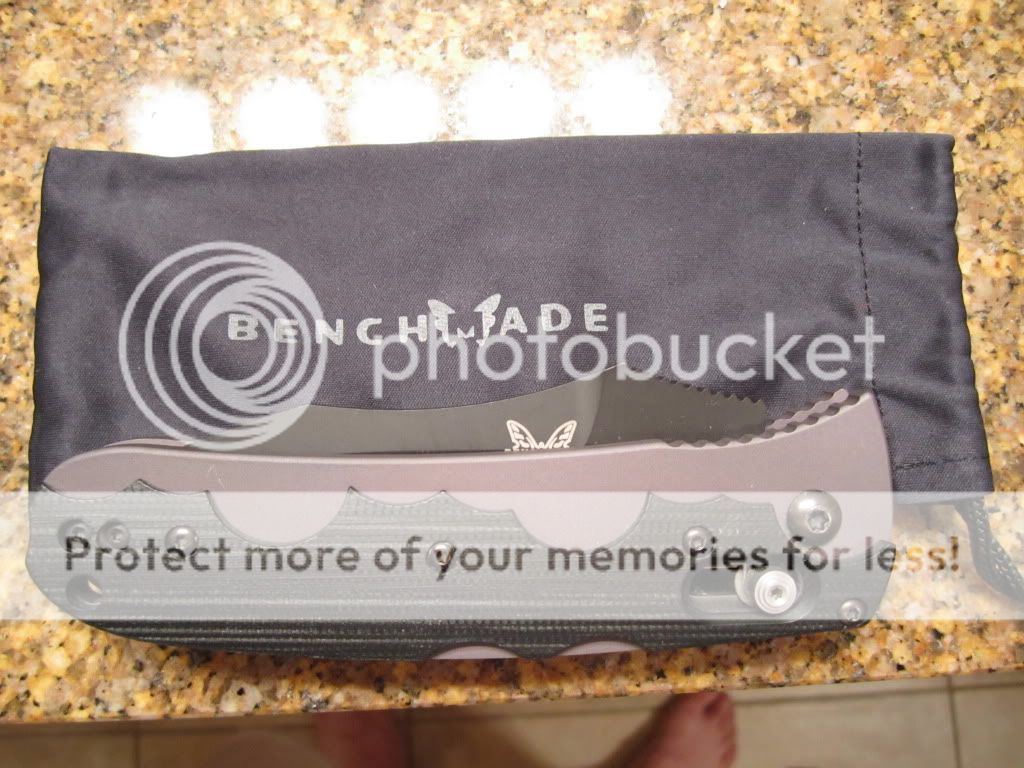 BENCHMADE
photobucket
Protect more of your memories for less!